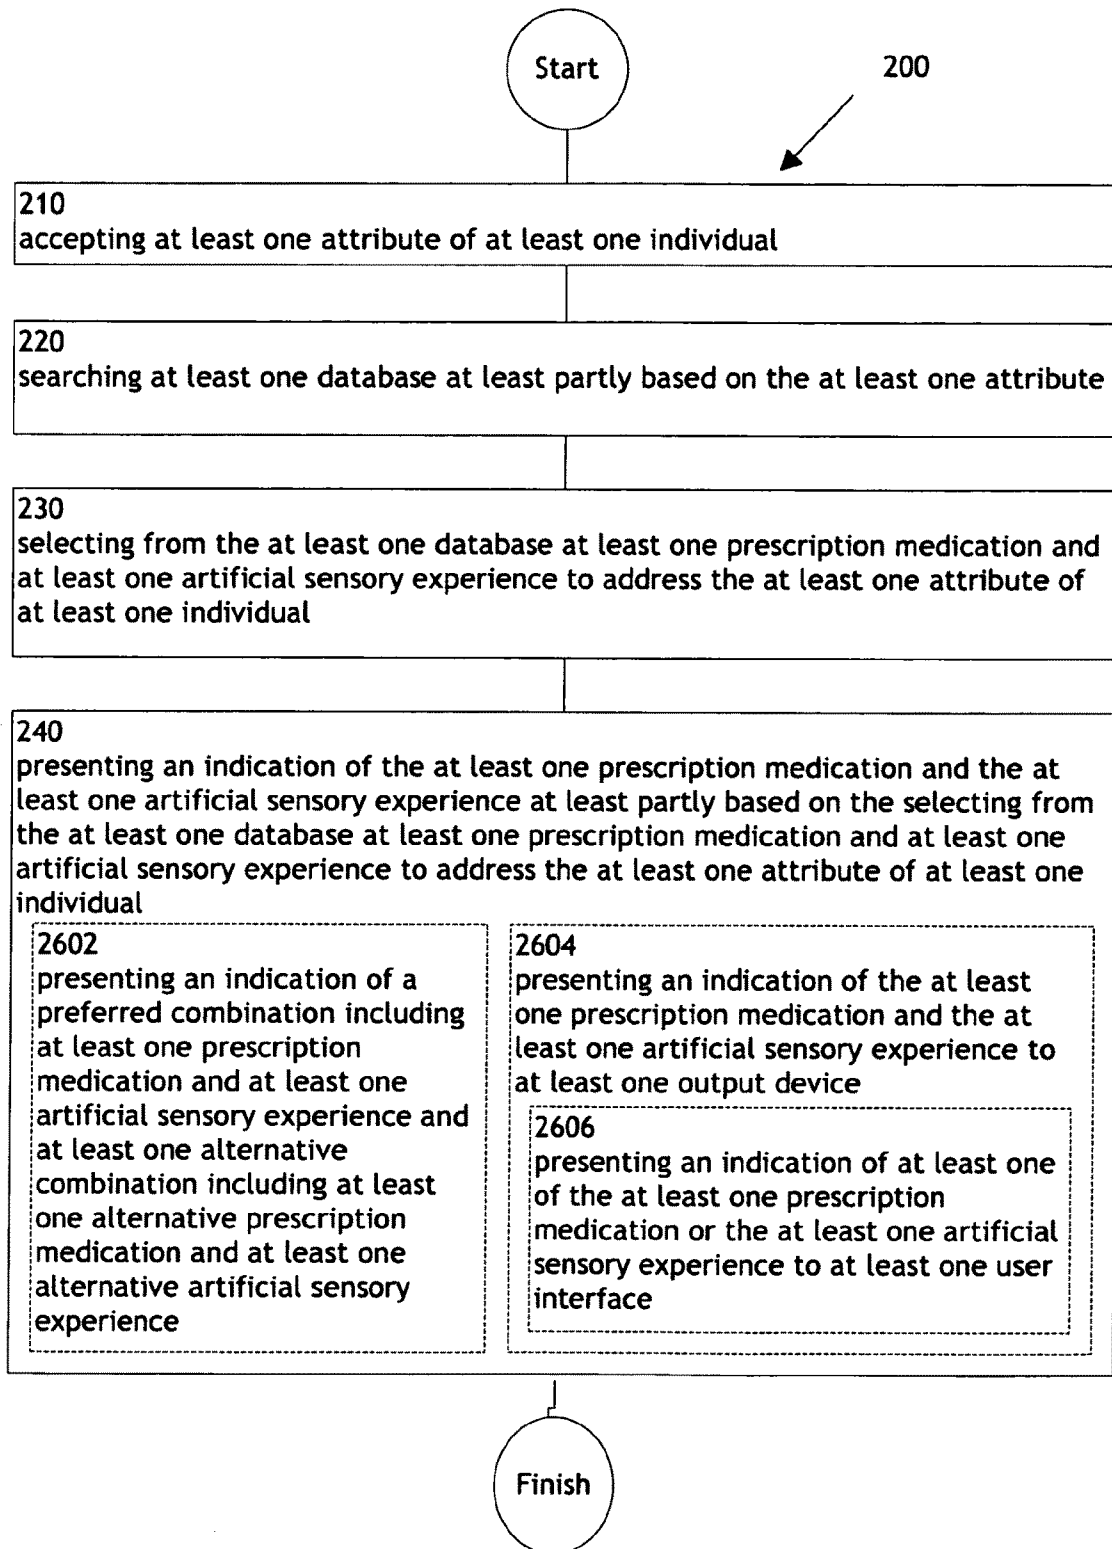 Start
200
210
accepting at least one attribute of at least one individual
220
searching at least one database at least partly based on the at least one attribute
230
selecting from the at least one database at least one prescription medication and
at least one artificial sensory experience to address the at least one attribute of
at least one individual
240
presenting an indication of the at least one prescription medication and the at
least one artificial sensory experience at least partly based on the selecting from
the at least one database at least one prescription medication and at least one
artificial sensory experience to address the at least one attribute of at least one
individual
2602
presenting an indication of a
preferred combination including
at least one prescription
medication and at least one
artificial sensory experience and
at least one alternative
combination including at least
one alternative prescription
medication and at least one
alternative artificial sensory
experience
2604
presenting an indication of the at least
one prescription medication and the at
least one artificial sensory experience to
at least one output device
2606
presenting an indication of at least one
of the at least one prescription
medication or the at least one artificial
sensory experience to at least one user
interface
Finish